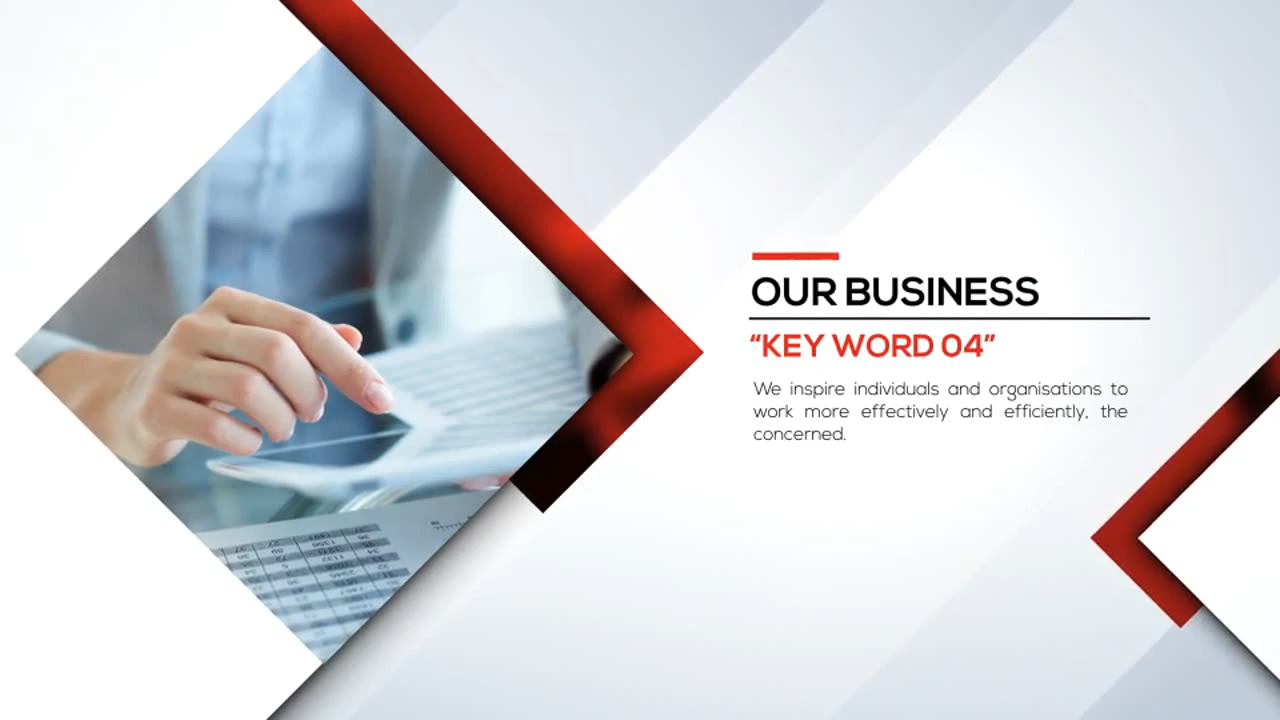 OUR BUSINESS
“KEY WORD 04”
We inspire individuals and organisations to
work more effectively and efficiently, the
concerned.